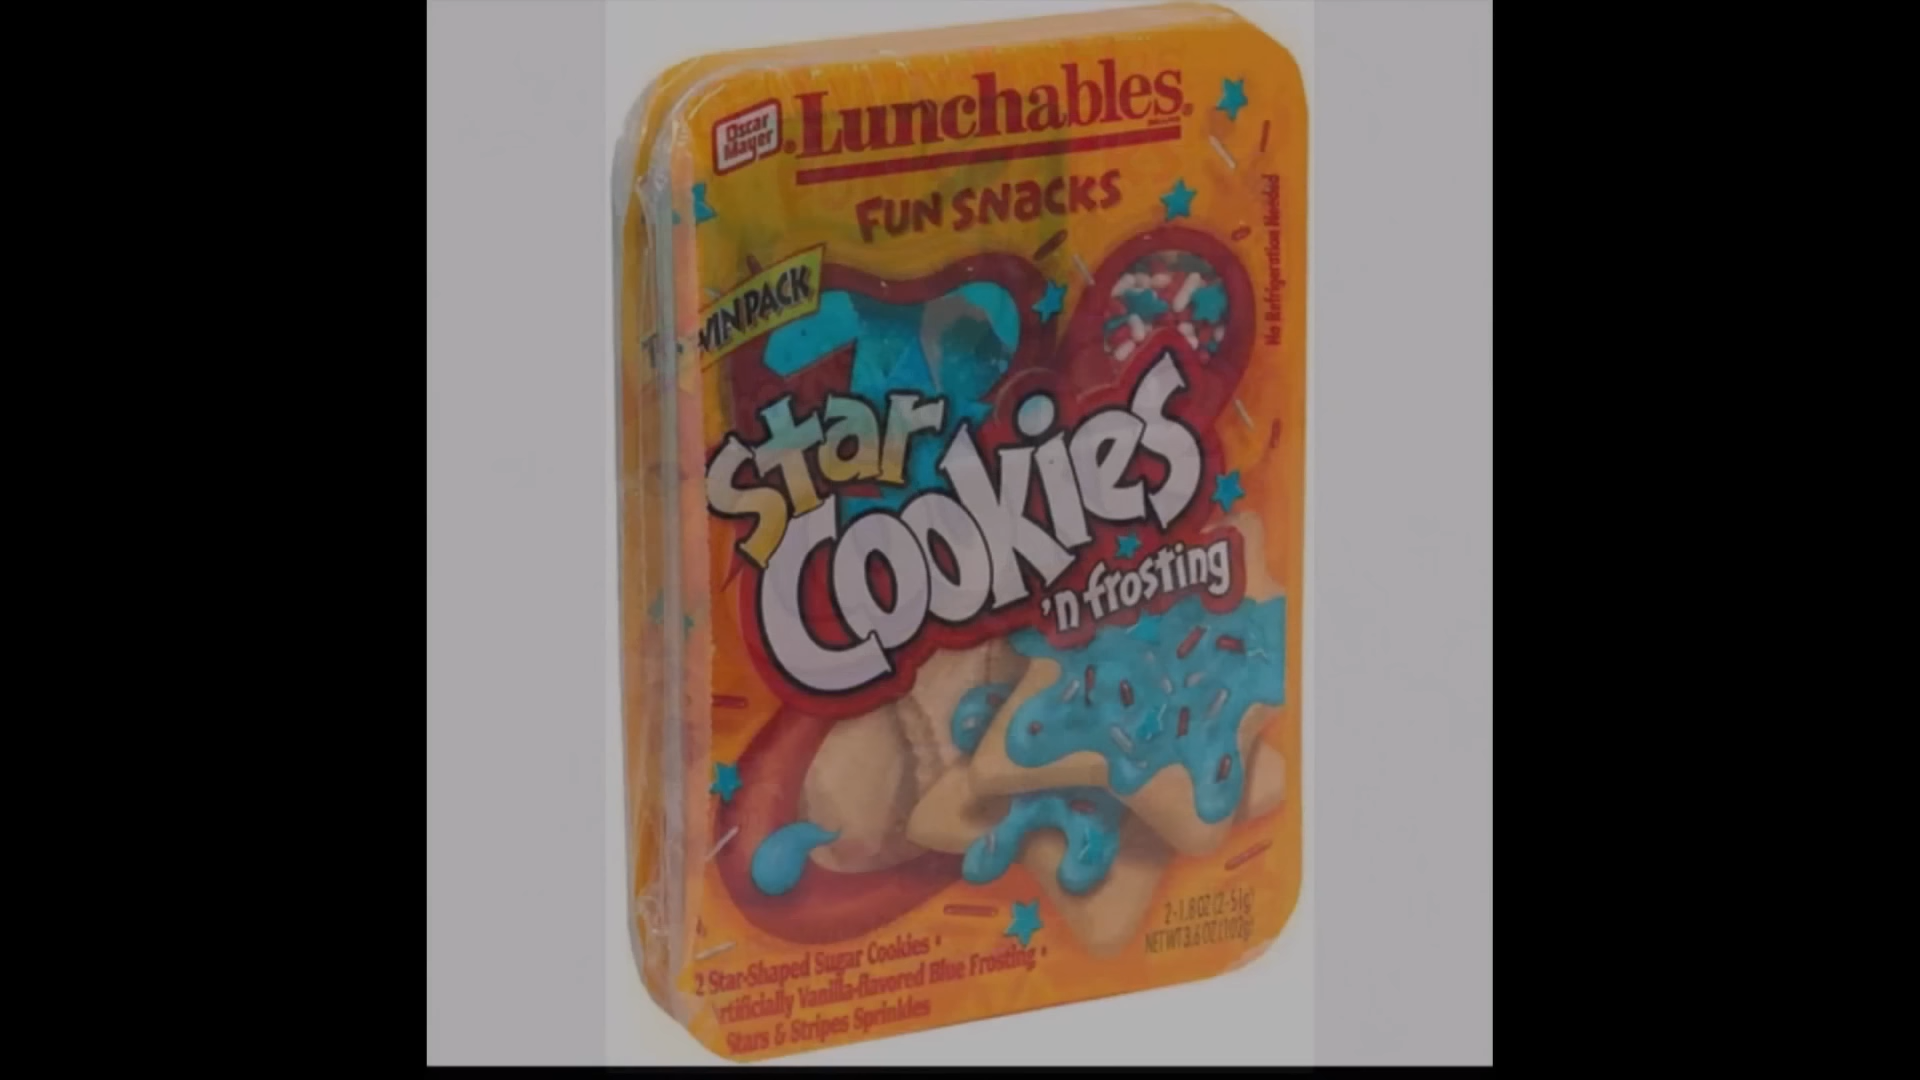 Oscar
Mayer
Lunchables
FUN SNACKS
No Refrigeration Needed
WINPACK
Star
Cookies
'n frosting
2-1.8 OZ (2-51g)
NET WT 3.6 OZ (102g)
2 Star-Shaped Sugar Cookies •
rtificially Vanilla-flavored Blue Frosting •
Stars & Stripes Sprinkles